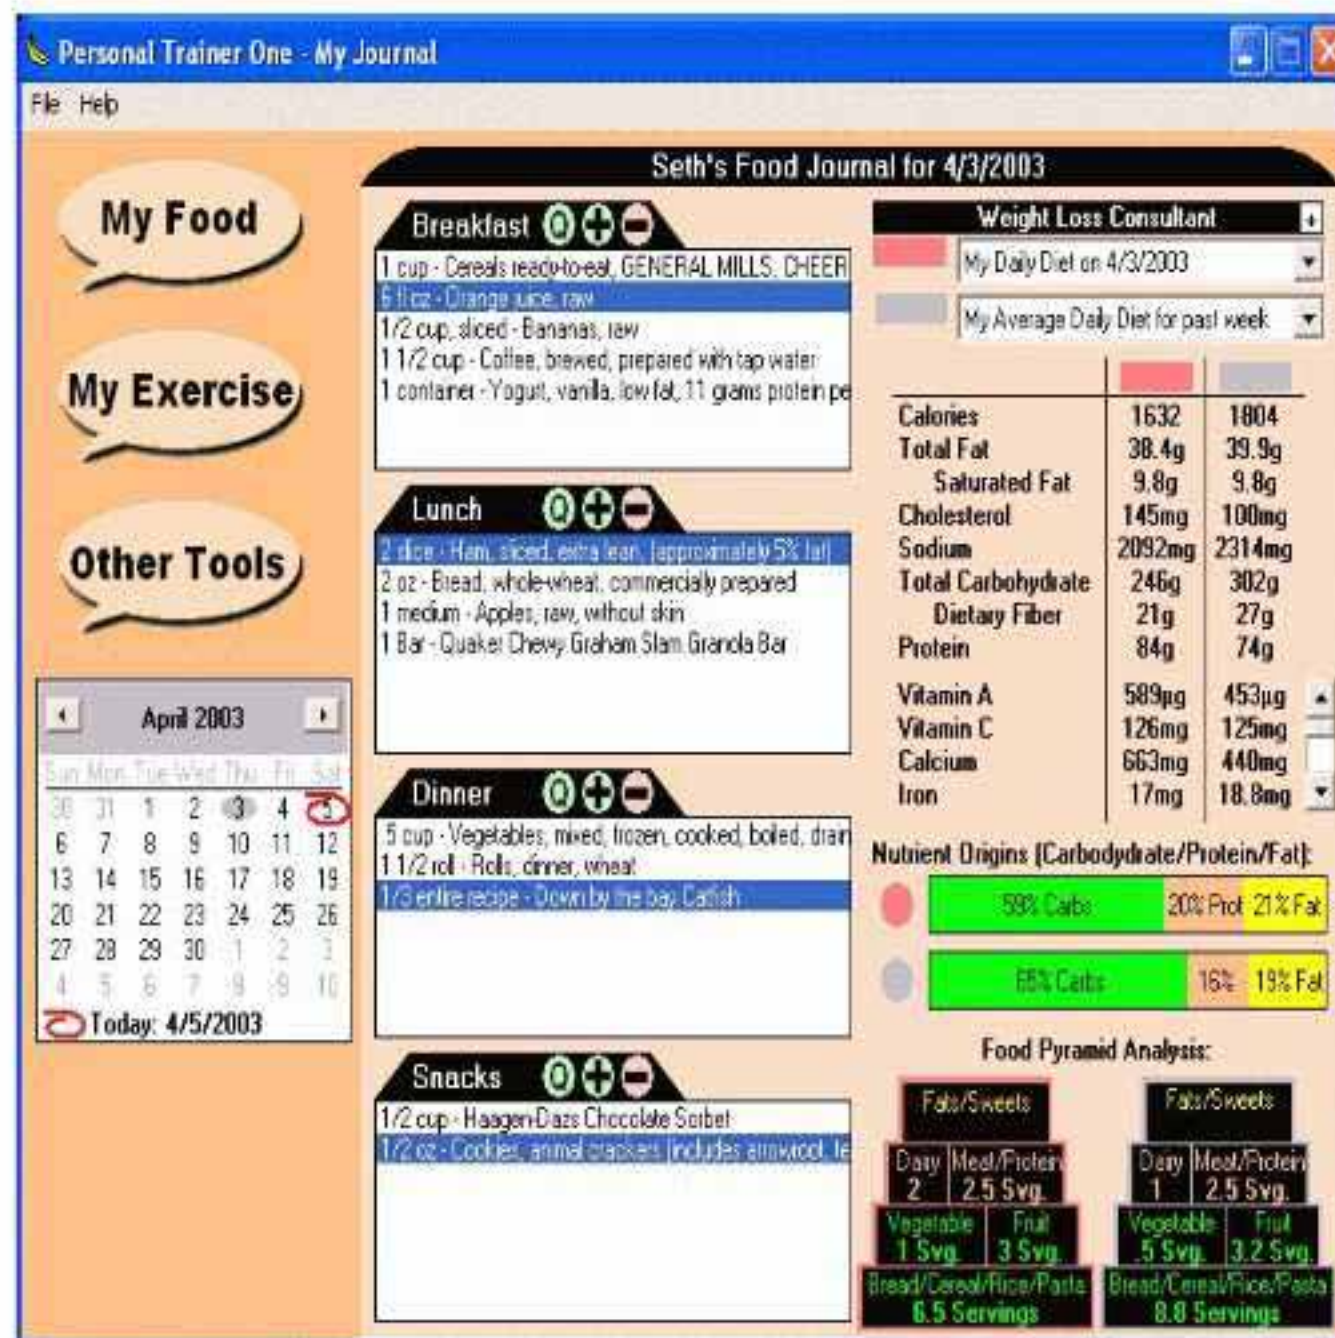 Personal Trainer One - My Journal
File Help
My Food
My Exercise
Other Tools
April 2003
Sun Mon Tue Wed Thu Fri Sat
30 31 1 2 3 4 5
6 7 8 9 10 11 12
13 14 15 16 17 18 19
20 21 22 23 24 25 26
27 28 29 30 1 2 3
4 5 6 7 8 9 10
Today: 4/5/2003
Seth's Food Journal for 4/3/2003
Breakfast
1 cup - Cereals ready-to-eat, GENERAL MILLS, CHEER
6 fl oz - Orange juice, raw
1/2 cup, sliced - Bananas, raw
1 1/2 cup - Coffee, brewed, prepared with tap water
1 container - Yogurt, vanilla, low fat, 11 grams protein pe
Lunch
2 slice - Ham, sliced, extra lean, (approximately 5% fat)
2 oz - Bread, whole-wheat, commercially prepared
1 medium - Apples, raw, without skin
1 Bar - Quaker Chewy Graham Slam Granola Bar
Dinner
.5 cup - Vegetables, mixed, frozen, cooked, boiled, drain
1 1/2 roll - Rolls, dinner, wheat
1/3 entire recipe - Down by the bay Catfish
Snacks
1/2 cup - Haagen-Dazs Chocolate Sorbet
1/2 oz - Cookies, animal crackers (includes arrowroot, te
Weight Loss Consultant
My Daily Diet on 4/3/2003
My Average Daily Diet for past week
Calories 1632 1804
Total Fat 38.4g 39.9g
Saturated Fat 9.8g 9.8g
Cholesterol 145mg 100mg
Sodium 2092mg 2314mg
Total Carbohydrate 246g 302g
Dietary Fiber 21g 27g
Protein 84g 74g
Vitamin A 589µg 453µg
Vitamin C 126mg 125mg
Calcium 663mg 440mg
Iron 17mg 18.8mg
Nutrient Origins (Carbodydrate/Protein/Fat):
59% Carbs 20% Prot 21% Fat
65% Carbs 16% 19% Fat
Food Pyramid Analysis:
Fats/Sweets Fats/Sweets
Dairy Meat/Protein Dairy Meat/Protein
2 2.5 Svg. 1 2.5 Svg.
Vegetable Fruit Vegetable Fruit
1 Svg. 3 Svg. .5 Svg. 3.2 Svg.
Bread/Cereal/Rice/Pasta Bread/Cereal/Rice/Pasta
6.5 Servings 8.8 Servings